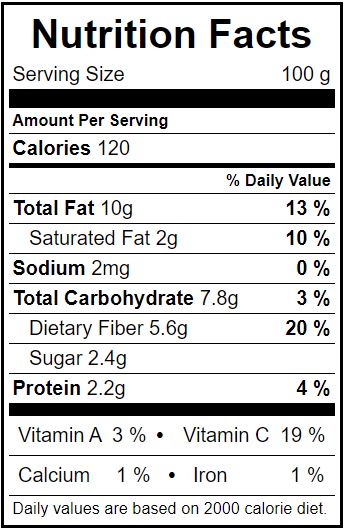 Nutrition Facts
Serving Size 100 g
Amount Per Serving
Calories 120
% Daily Value
Total Fat 10g 13 %
Saturated Fat 2g 10 %
Sodium 2mg 0 %
Total Carbohydrate 7.8g 3 %
Dietary Fiber 5.6g 20 %
Sugar 2.4g
Protein 2.2g 4 %
Vitamin A 3 % • Vitamin C 19 %
Calcium 1 % • Iron 1 %
Daily values are based on 2000 calorie diet.